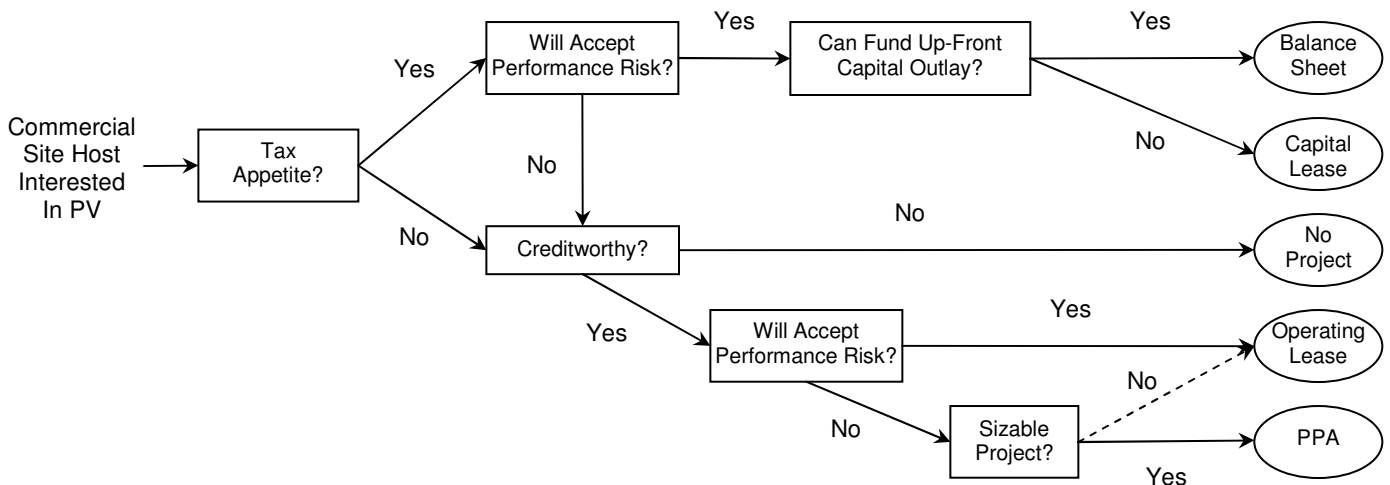 Commercial
Site Host
Interested
In PV
Tax
Appetite?
Yes
No
Will Accept
Performance Risk?
Yes
No
Can Fund Up-Front
Capital Outlay?
Yes
No
Balance
Sheet
Capital
Lease
Creditworthy?
No
Yes
No
Project
Will Accept
Performance Risk?
Yes
No
Operating
Lease
Sizable
Project?
No
Yes
PPA